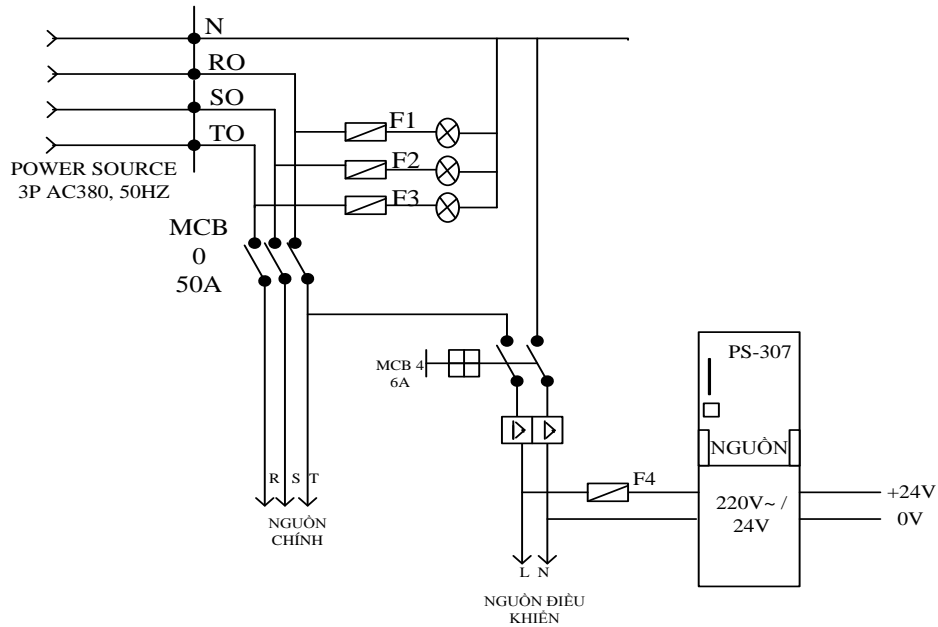 N
RO
SO
TO
POWER SOURCE
3P AC380, 50HZ
F1
F2
F3
MCB
0
50A
MCB 4
6A
PS-307
NGUỒN
F4
220V~ /
24V
+24V
0V
R S T
NGUỒN
CHÍNH
L N
NGUỒN ĐIỀU
KHIỂN